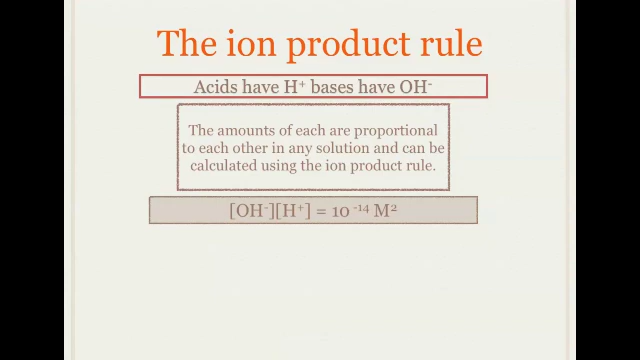 The ion product rule
Acids have H⁺ bases have OH⁻
The amounts of each are proportional
to each other in any solution and can be
calculated using the ion product rule.
[OH⁻][H⁺] = 10⁻¹⁴ M²